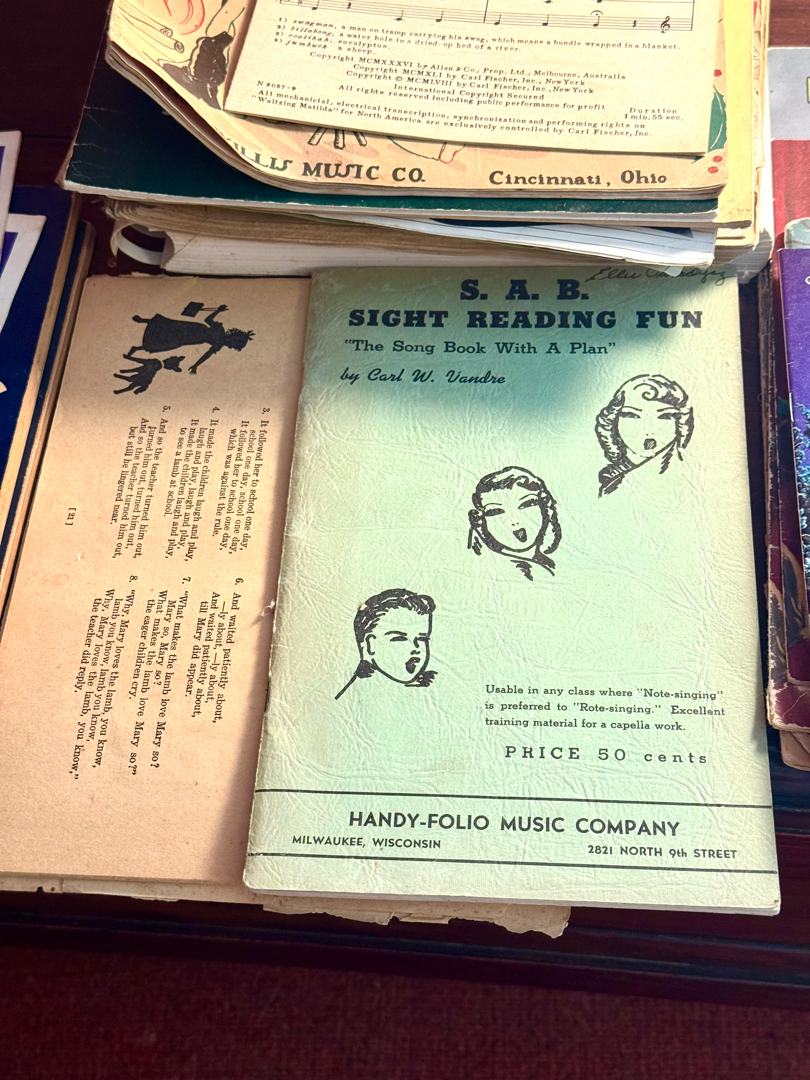 1) swagman, a man on tramp carrying his swag, which means a bundle wrapped in a blanket.
2) billabong, a water hole in a dried-up bed of a river.
3) coolibah, eucalyptus.
4) jumbuck, a sheep.
Copyright MCMXXXVI by Allan & Co., Prop. Ltd., Melbourne, Australia
Copyright MCMXLI by Carl Fischer, Inc., New York
Copyright © MCMLVIII by Carl Fischer, Inc., New York
International Copyright Secured
All rights reserved including public performance for profit
Duration
1 min. 55 sec.
All mechanical, electrical transcription, synchronization and performing rights on
"Waltzing Matilda" for North America are exclusively controlled by Carl Fischer, Inc.
MUSIC CO. Cincinnati, Ohio
S. A. B.
SIGHT READING FUN
"The Song Book With A Plan"
by Carl W. Vandre
Usable in any class where "Note-singing"
is preferred to "Rote-singing." Excellent
training material for a capella work.
PRICE 50 cents
HANDY-FOLIO MUSIC COMPANY
MILWAUKEE, WISCONSIN 2821 NORTH 9th STREET
3. It followed her to school one day,
school one day, school one day,
It followed her to school one day,
which was against the rule.
4. It made the children laugh and play,
laugh and play, laugh and play,
It made the children laugh and play,
to see a lamb at school.
5. And so the teacher turned him out,
turned him out, turned him out,
And so the teacher turned him out,
but still he lingered near.
6. And waited patiently about,
—ly about, —ly about,
And waited patiently about,
till Mary did appear.
7. "What makes the lamb love Mary so?
Mary so, Mary so?
What makes the lamb love Mary so?"
the eager children cry.
8. "Why, Mary loves the lamb, you know,
lamb you know, lamb you know,
Why, Mary loves the lamb, you know,"
the teacher did reply.
[21]